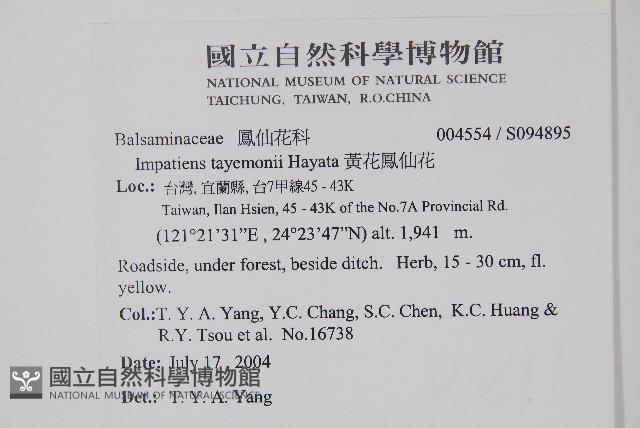 國立自然科學博物館
NATIONAL MUSEUM OF NATURAL SCIENCE
TAICHUNG, TAIWAN, R.O.CHINA
Balsaminaceae 鳳仙花科 004554 / S094895
Impatiens tayemonii Hayata 黃花鳳仙花
Loc.: 台灣, 宜蘭縣, 台7甲線45 - 43K
Taiwan, Ilan Hsien, 45 - 43K of the No.7A Provincial Rd.
(121°21'31"E , 24°23'47"N) alt. 1,941 m.
Roadside, under forest, beside ditch. Herb, 15 - 30 cm, fl.
yellow.
Col.:T. Y. A. Yang, Y.C. Chang, S.C. Chen, K.C. Huang &
R.Y. Tsou et al. No.16738
Date: July 17, 2004
國立自然科學博物館
NATIONAL MUSEUM OF NATURAL SCIENCE
Det.: T. Y. A. Yang